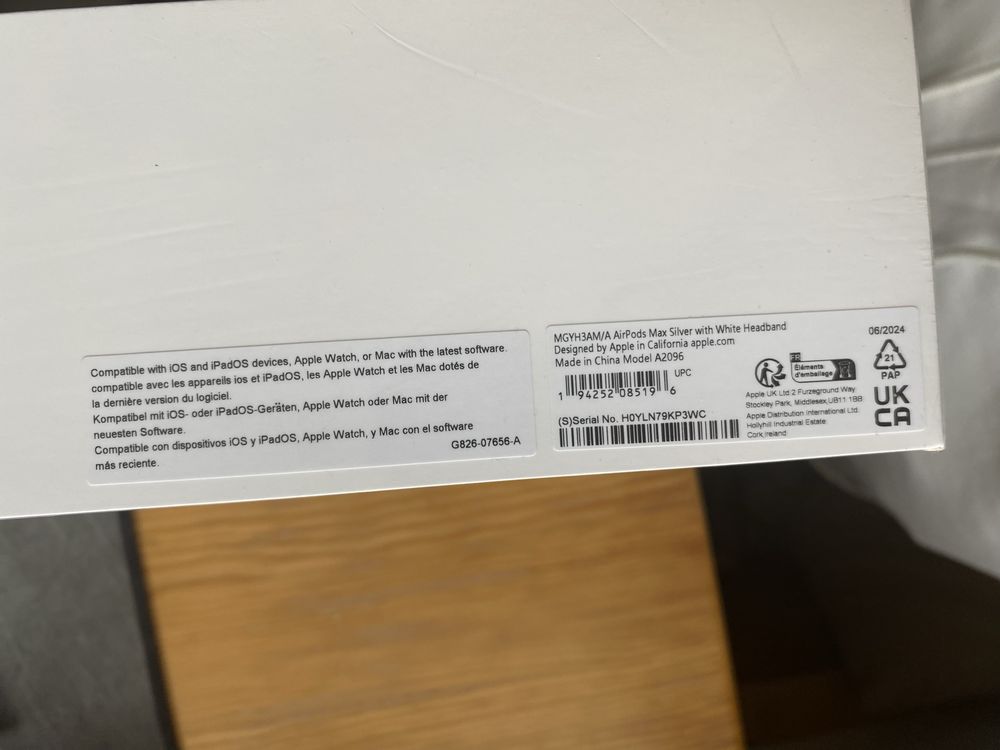 Compatible with iOS and iPadOS devices, Apple Watch, or Mac with the latest software.
compatible avec les appareils ios et iPadOS, les Apple Watch et les Mac dotés de
la dernière version du logiciel.
Kompatibel mit iOS- oder iPadOS-Geräten, Apple Watch oder Mac mit der
neuesten Software.
Compatible con dispositivos iOS y iPadOS, Apple Watch, y Mac con el software
más reciente.
G826-07656-A
MGYH3AM/A AirPods Max Silver with White Headband
Designed by Apple in California apple.com
Made in China Model A2096
06/2024
UPC
1 94252 08519 6
(S)Serial No. H0YLN79KP3WC
FR
Éléments
d'emballage
21
PAP
Apple UK Ltd 2 Furzeground Way
Stockley Park, Middlesex,UB11 1BB
Apple Distribution International Ltd.
Hollyhill Industrial Estate
Cork,Ireland
UK
CA